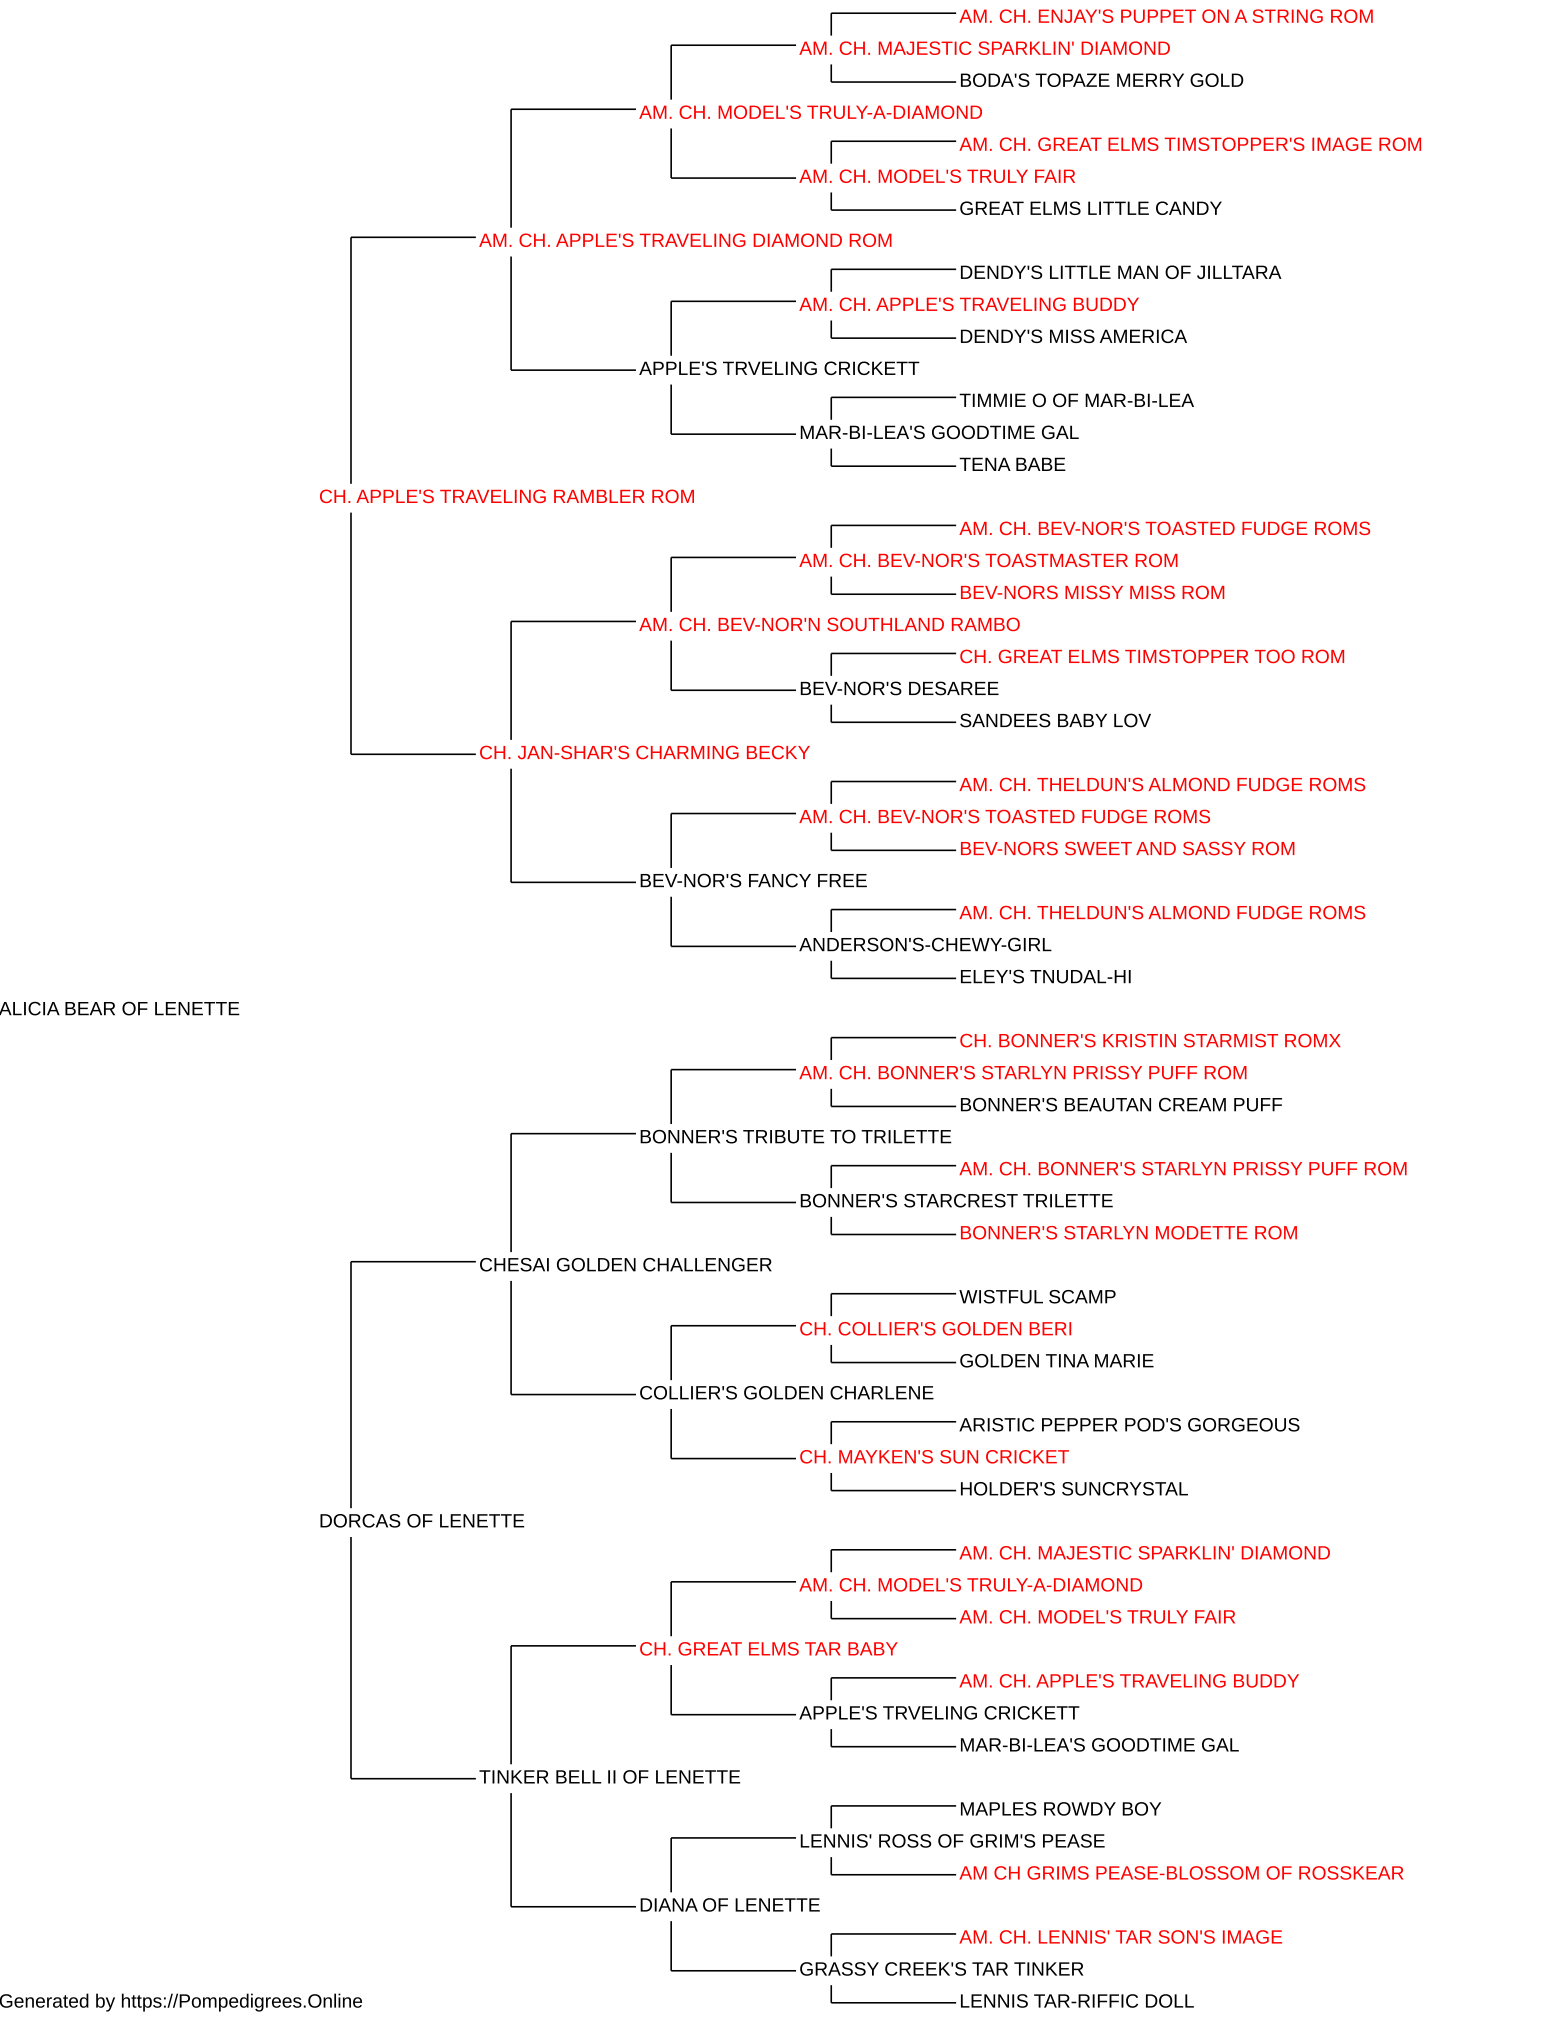 AM. CH. ENJAY'S PUPPET ON A STRING ROM
AM. CH. MAJESTIC SPARKLIN' DIAMOND
BODA'S TOPAZE MERRY GOLD
AM. CH. MODEL'S TRULY-A-DIAMOND
AM. CH. GREAT ELMS TIMSTOPPER'S IMAGE ROM
AM. CH. MODEL'S TRULY FAIR
GREAT ELMS LITTLE CANDY
AM. CH. APPLE'S TRAVELING DIAMOND ROM
DENDY'S LITTLE MAN OF JILLTARA
AM. CH. APPLE'S TRAVELING BUDDY
DENDY'S MISS AMERICA
APPLE'S TRVELING CRICKETT
TIMMIE O OF MAR-BI-LEA
MAR-BI-LEA'S GOODTIME GAL
TENA BABE
CH. APPLE'S TRAVELING RAMBLER ROM
AM. CH. BEV-NOR'S TOASTED FUDGE ROMS
AM. CH. BEV-NOR'S TOASTMASTER ROM
BEV-NORS MISSY MISS ROM
AM. CH. BEV-NOR'N SOUTHLAND RAMBO
CH. GREAT ELMS TIMSTOPPER TOO ROM
BEV-NOR'S DESAREE
SANDEES BABY LOV
CH. JAN-SHAR'S CHARMING BECKY
AM. CH. THELDUN'S ALMOND FUDGE ROMS
AM. CH. BEV-NOR'S TOASTED FUDGE ROMS
BEV-NORS SWEET AND SASSY ROM
BEV-NOR'S FANCY FREE
AM. CH. THELDUN'S ALMOND FUDGE ROMS
ANDERSON'S-CHEWY-GIRL
ELEY'S TNUDAL-HI
ALICIA BEAR OF LENETTE
CH. BONNER'S KRISTIN STARMIST ROMX
AM. CH. BONNER'S STARLYN PRISSY PUFF ROM
BONNER'S BEAUTAN CREAM PUFF
BONNER'S TRIBUTE TO TRILETTE
AM. CH. BONNER'S STARLYN PRISSY PUFF ROM
BONNER'S STARCREST TRILETTE
BONNER'S STARLYN MODETTE ROM
CHESAI GOLDEN CHALLENGER
WISTFUL SCAMP
CH. COLLIER'S GOLDEN BERI
GOLDEN TINA MARIE
COLLIER'S GOLDEN CHARLENE
ARISTIC PEPPER POD'S GORGEOUS
CH. MAYKEN'S SUN CRICKET
HOLDER'S SUNCRYSTAL
DORCAS OF LENETTE
AM. CH. MAJESTIC SPARKLIN' DIAMOND
AM. CH. MODEL'S TRULY-A-DIAMOND
AM. CH. MODEL'S TRULY FAIR
CH. GREAT ELMS TAR BABY
AM. CH. APPLE'S TRAVELING BUDDY
APPLE'S TRVELING CRICKETT
MAR-BI-LEA'S GOODTIME GAL
TINKER BELL II OF LENETTE
MAPLES ROWDY BOY
LENNIS' ROSS OF GRIM'S PEASE
AM CH GRIMS PEASE-BLOSSOM OF ROSSKEAR
DIANA OF LENETTE
AM. CH. LENNIS' TAR SON'S IMAGE
GRASSY CREEK'S TAR TINKER
LENNIS TAR-RIFFIC DOLL
Generated by https://Pompedigrees.Online